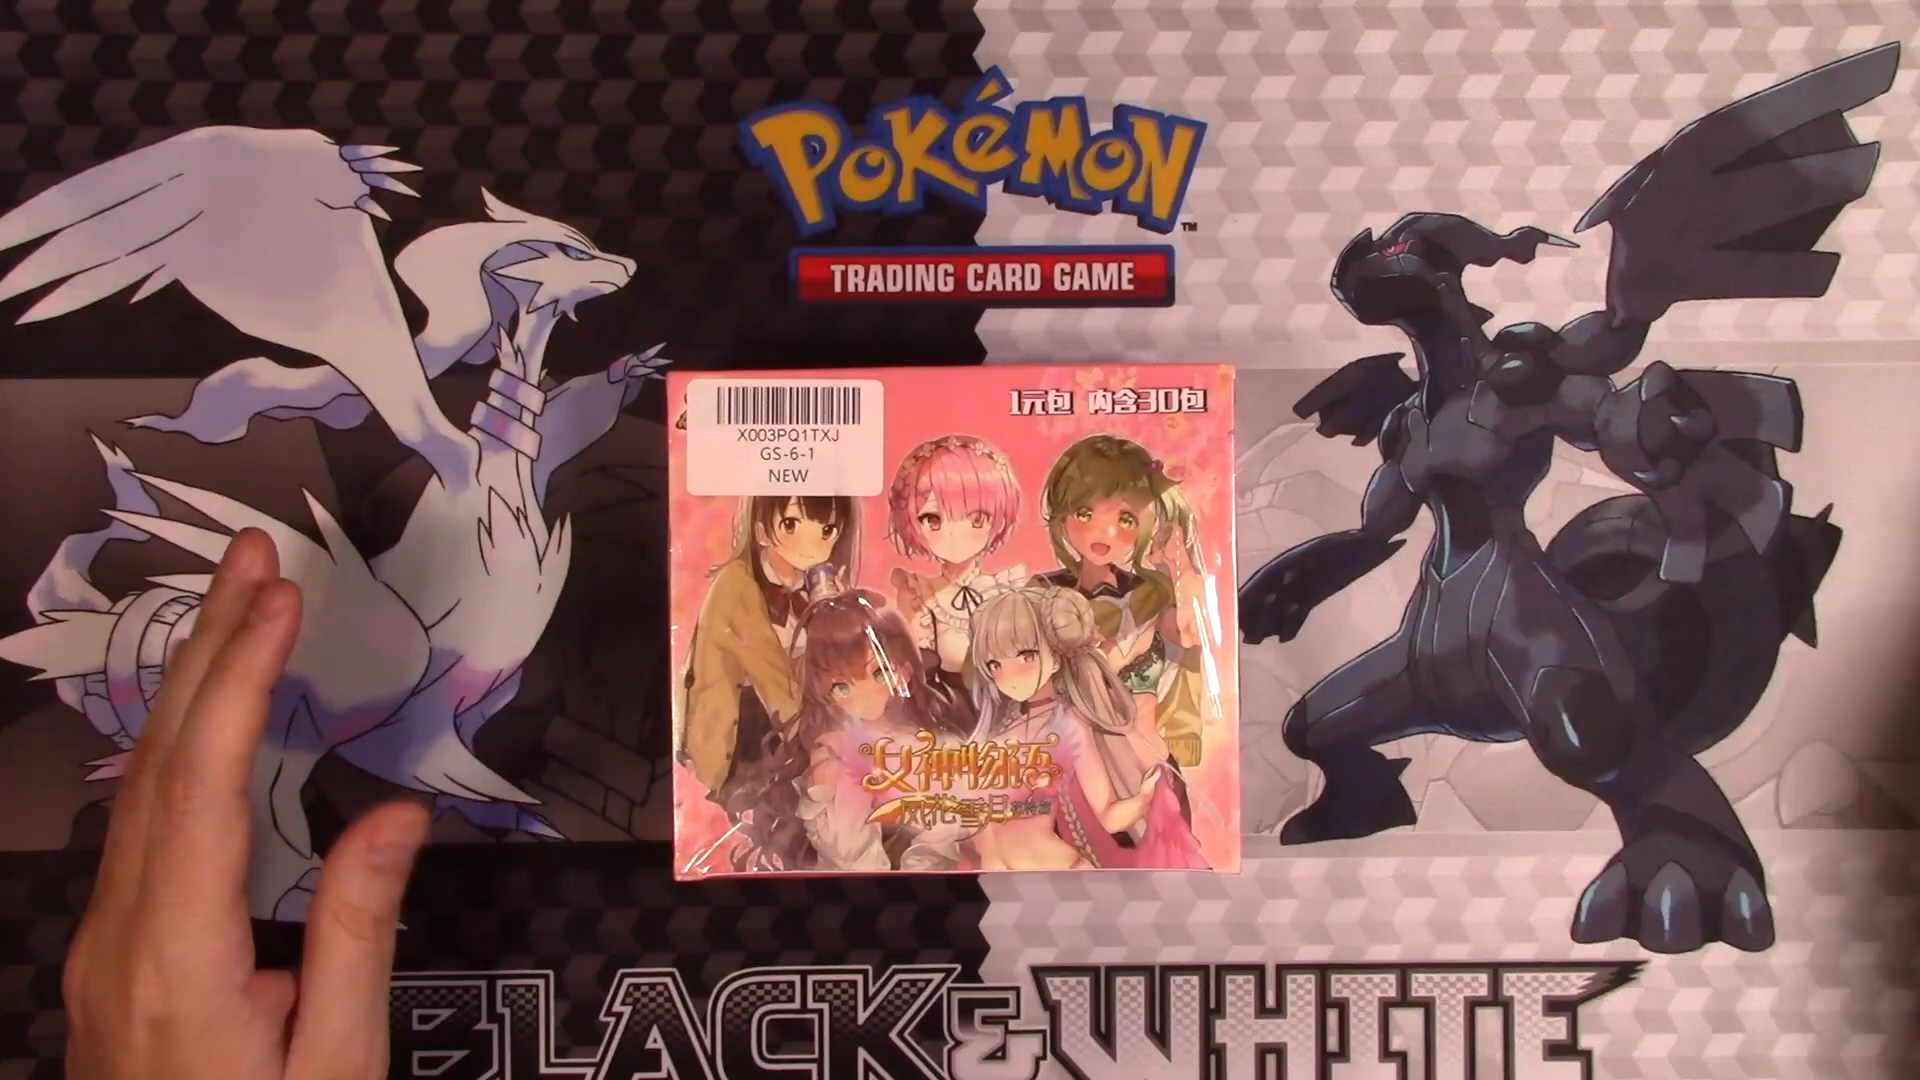 POKéMON
TM
TRADING CARD GAME
X003PQ1TXJ
GS-6-1
NEW
1元包 内含30包
女神物语
风花雪月
BLACK & WHITE